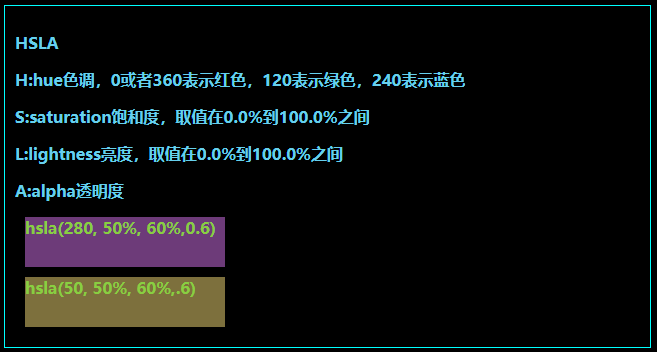 HSLA
H:hue色调，0或者360表示红色，120表示绿色，240表示蓝色
S:saturation饱和度，取值在0.0%到100.0%之间
L:lightness亮度，取值在0.0%到100.0%之间
A:alpha透明度
hsla(280, 50%, 60%,0.6)
hsla(50, 50%, 60%,.6)